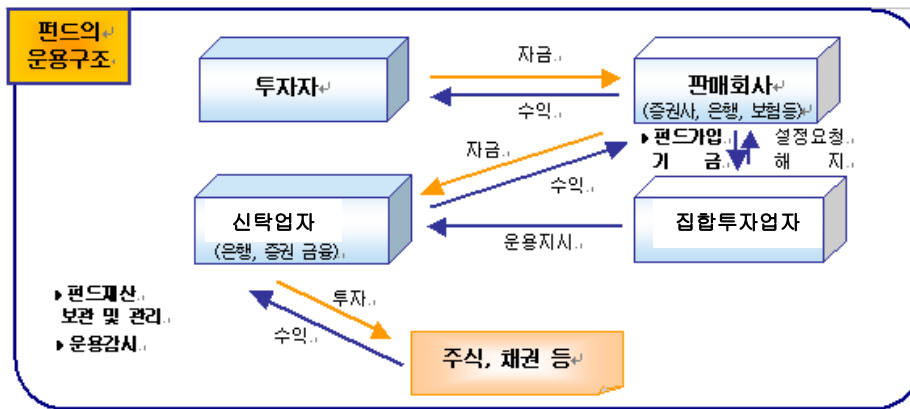 펀드의
운용구조
투자자
자금
수익
판매회사
(증권사, 은행, 보험등)
▶펀드가입
기 금
설정요청
해 지
자금
수익
신탁업자
(은행, 증권 금융)
운용지시
집합투자업자
▶펀드재산
보관 및 관리
▶운용감시
투자
수익
주식, 채권 등